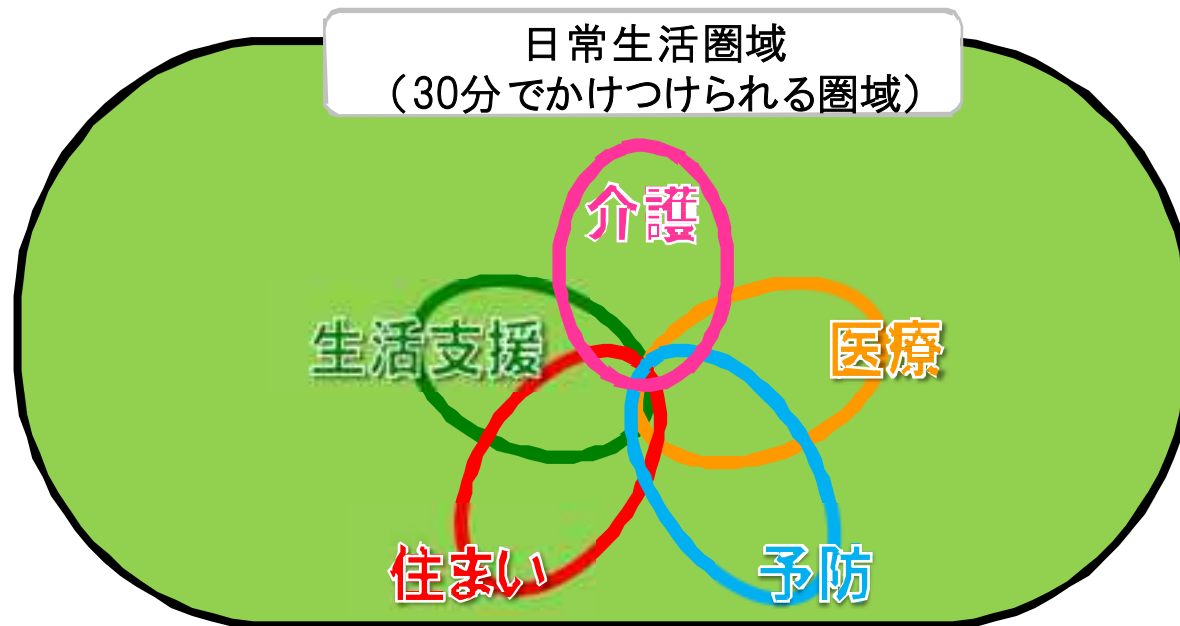 日常生活圏域
（30分でかけつけられる圏域）
介護
生活支援
医療
住まい
予防